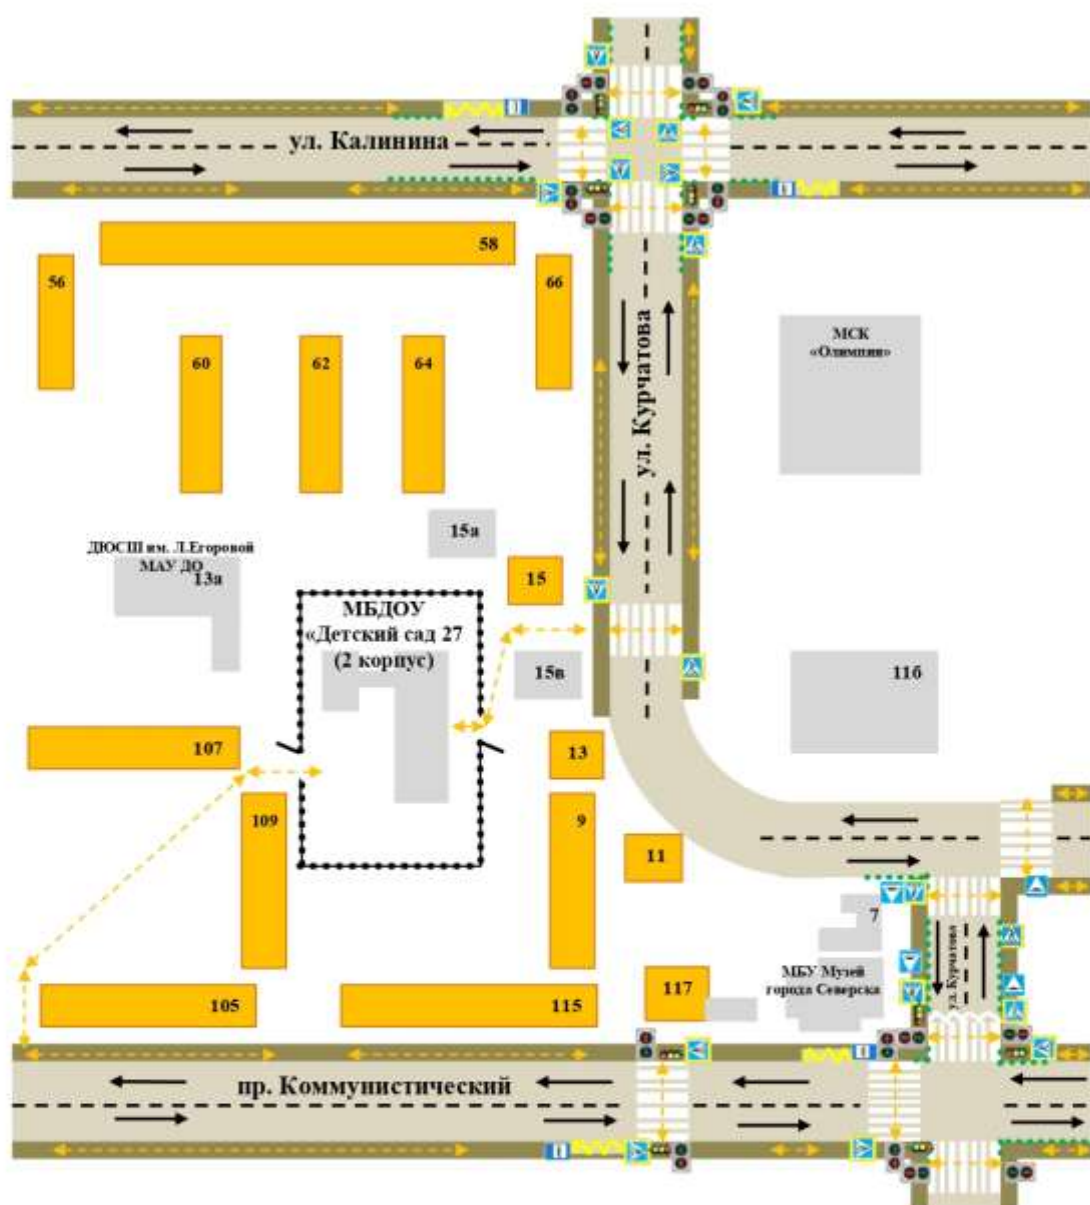 ул. Калинина
58
56
66
ул. Курчатова
МСК
«Олимпия»
60
62
64
15а
ДЮСШ им. Л.Егоровой
МАУ ДО
13а
15
МБДОУ
«Детский сад 27
(2 корпус)
15в
11б
107
13
109
9
11
7
ул. Курчатова
МБУ Музей
города Северска
105
115
117
пр. Коммунистический